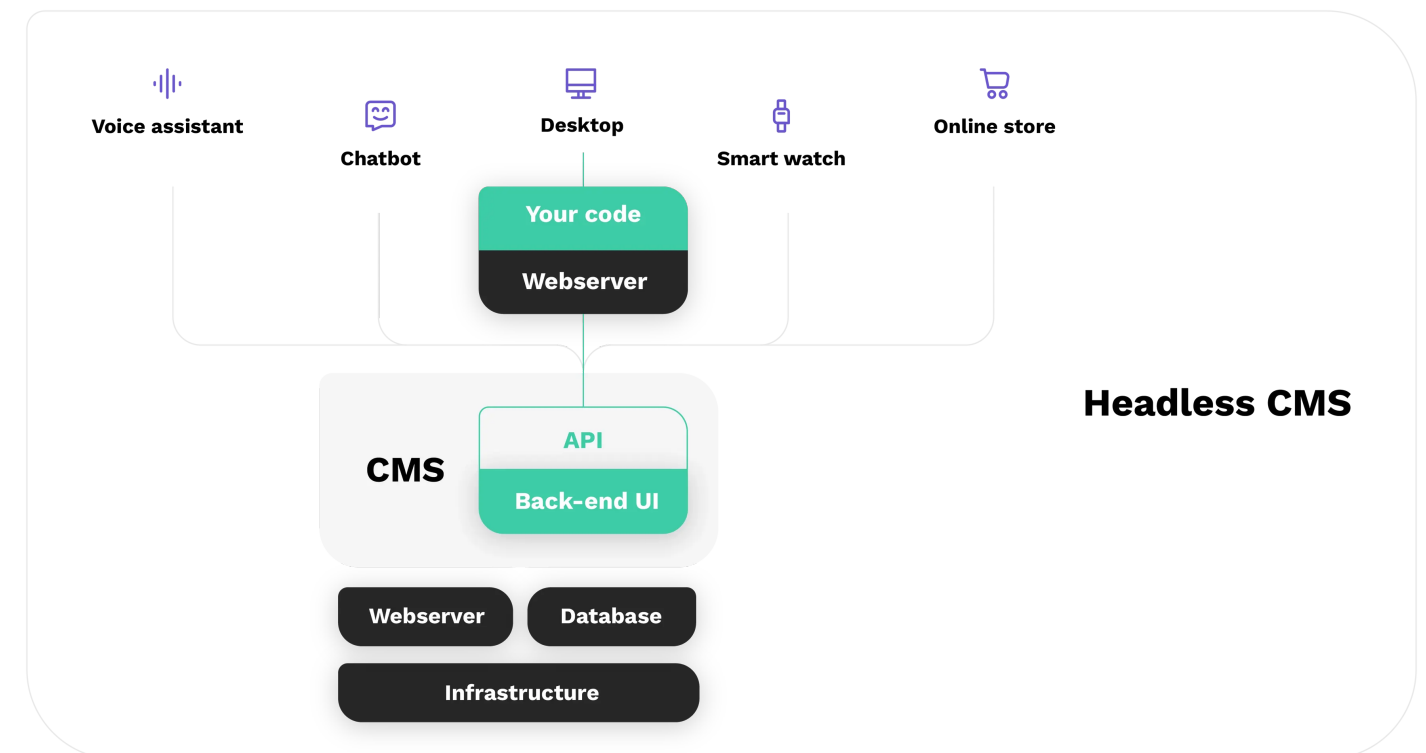 Voice assistant
Chatbot
Desktop
Smart watch
Online store
Your code
Webserver
Headless CMS
CMS
API
Back-end UI
Webserver
Database
Infrastructure